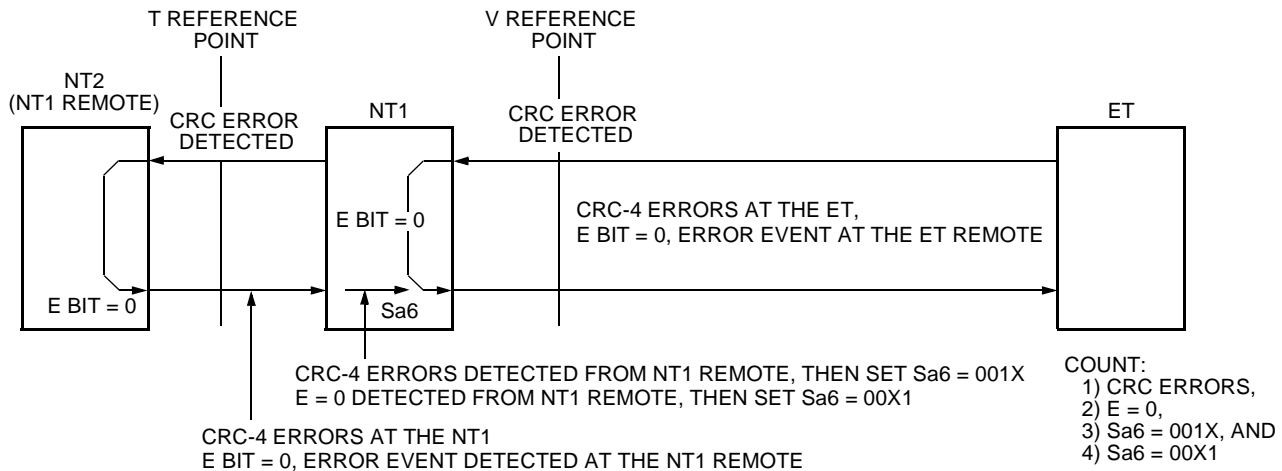 T REFERENCE
POINT
V REFERENCE
POINT
NT2
(NT1 REMOTE)
CRC ERROR
DETECTED
NT1
CRC ERROR
DETECTED
ET
E BIT = 0
CRC-4 ERRORS AT THE ET,
E BIT = 0, ERROR EVENT AT THE ET REMOTE
E BIT = 0
Sa6
CRC-4 ERRORS DETECTED FROM NT1 REMOTE, THEN SET Sa6 = 001X
E = 0 DETECTED FROM NT1 REMOTE, THEN SET Sa6 = 00X1
CRC-4 ERRORS AT THE NT1
E BIT = 0, ERROR EVENT DETECTED AT THE NT1 REMOTE
COUNT:
1) CRC ERRORS,
2) E = 0,
3) Sa6 = 001X, AND
4) Sa6 = 00X1